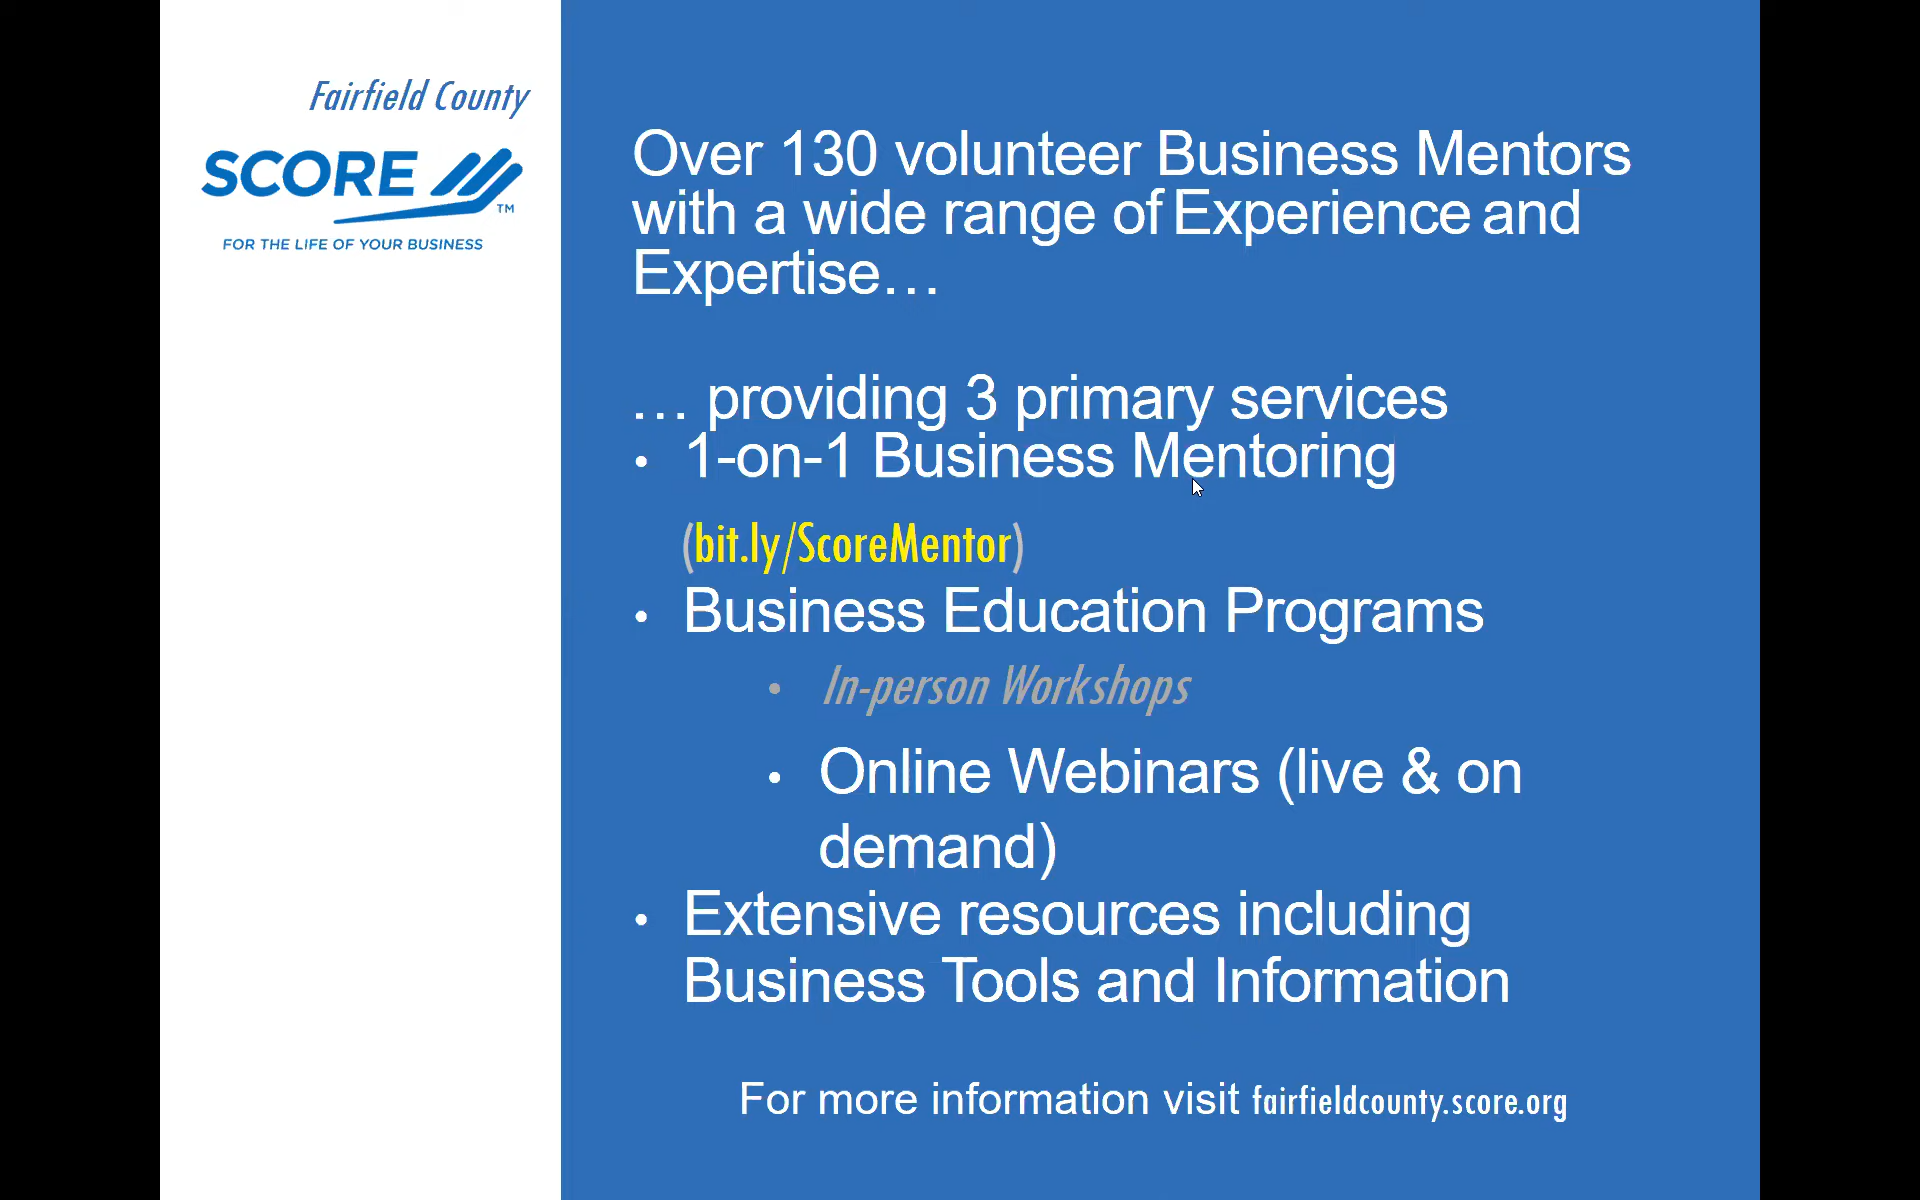 Fairfield County
SCORE
TM
FOR THE LIFE OF YOUR BUSINESS
Over 130 volunteer Business Mentors
with a wide range of Experience and
Expertise…
… providing 3 primary services
• 1-on-1 Business Mentoring
(bit.ly/ScoreMentor)
• Business Education Programs
• In-person Workshops
• Online Webinars (live & on
demand)
• Extensive resources including
Business Tools and Information
For more information visit fairfieldcounty.score.org